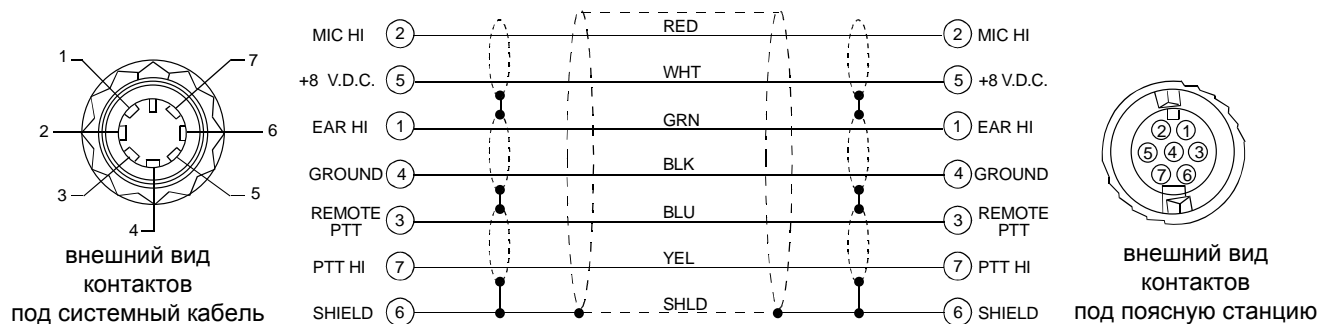 1
7
2
6
3
5
4
внешний вид
контактов
под системный кабель
MIC HI 2 RED 2 MIC HI
+8 V.D.C. 5 WHT 5 +8 V.D.C.
EAR HI 1 GRN 1 EAR HI
GROUND 4 BLK 4 GROUND
REMOTE
PTT
3 BLU 3
REMOTE
PTT
PTT HI 7 YEL 7 PTT HI
SHIELD 6 SHLD 6 SHIELD
2 1
5 4 3
7 6
внешний вид
контактов
под поясную станцию